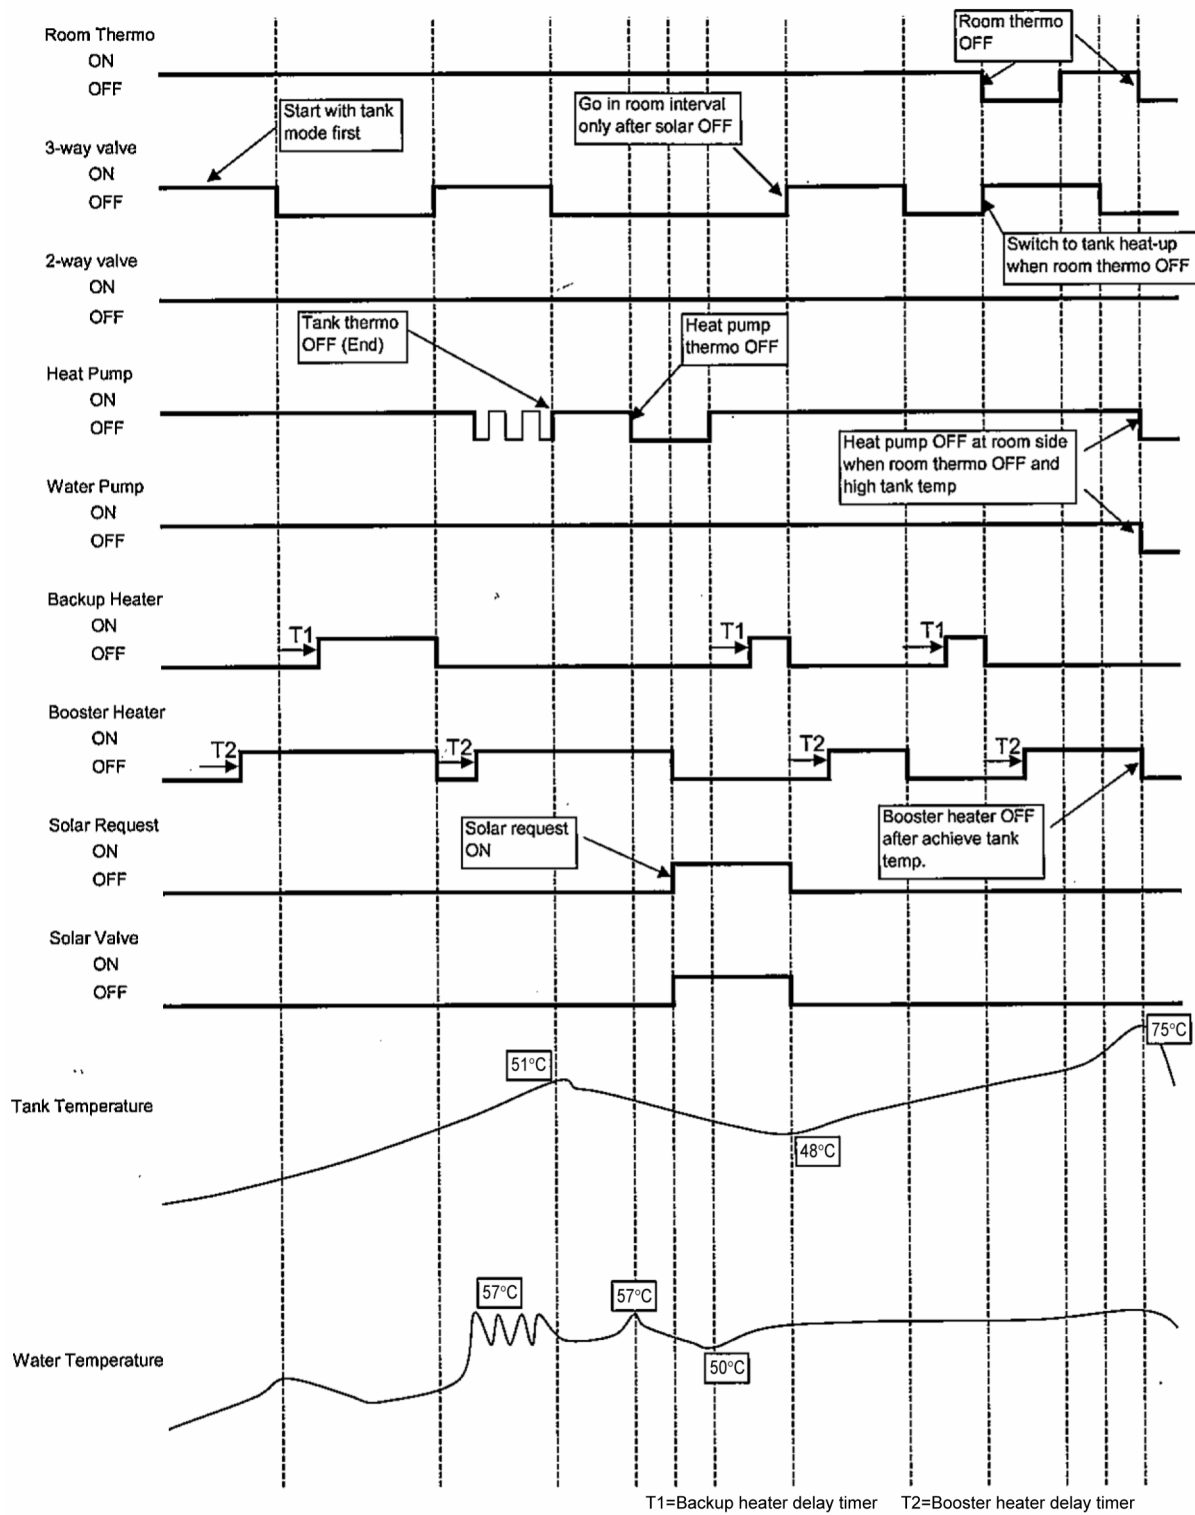 Room Thermo
ON
OFF
Room thermo
OFF
Start with tank
mode first
Go in room interval
only after solar OFF
3-way valve
ON
OFF
Switch to tank heat-up
when room thermo OFF
2-way valve
ON
OFF
Tank thermo
OFF (End)
Heat pump
thermo OFF
Heat Pump
ON
OFF
Heat pump OFF at room side
when room thermo OFF and
high tank temp
Water Pump
ON
OFF
Backup Heater
ON
OFF
T1
T1
T1
Booster Heater
ON
OFF
T2
T2
T2
T2
Booster heater OFF
after achieve tank
temp.
Solar Request
ON
OFF
Solar request
ON
Solar Valve
ON
OFF
75°C
51°C
Tank Temperature
48°C
57°C
57°C
Water Temperature
50°C
T1=Backup heater delay timer
T2=Booster heater delay timer